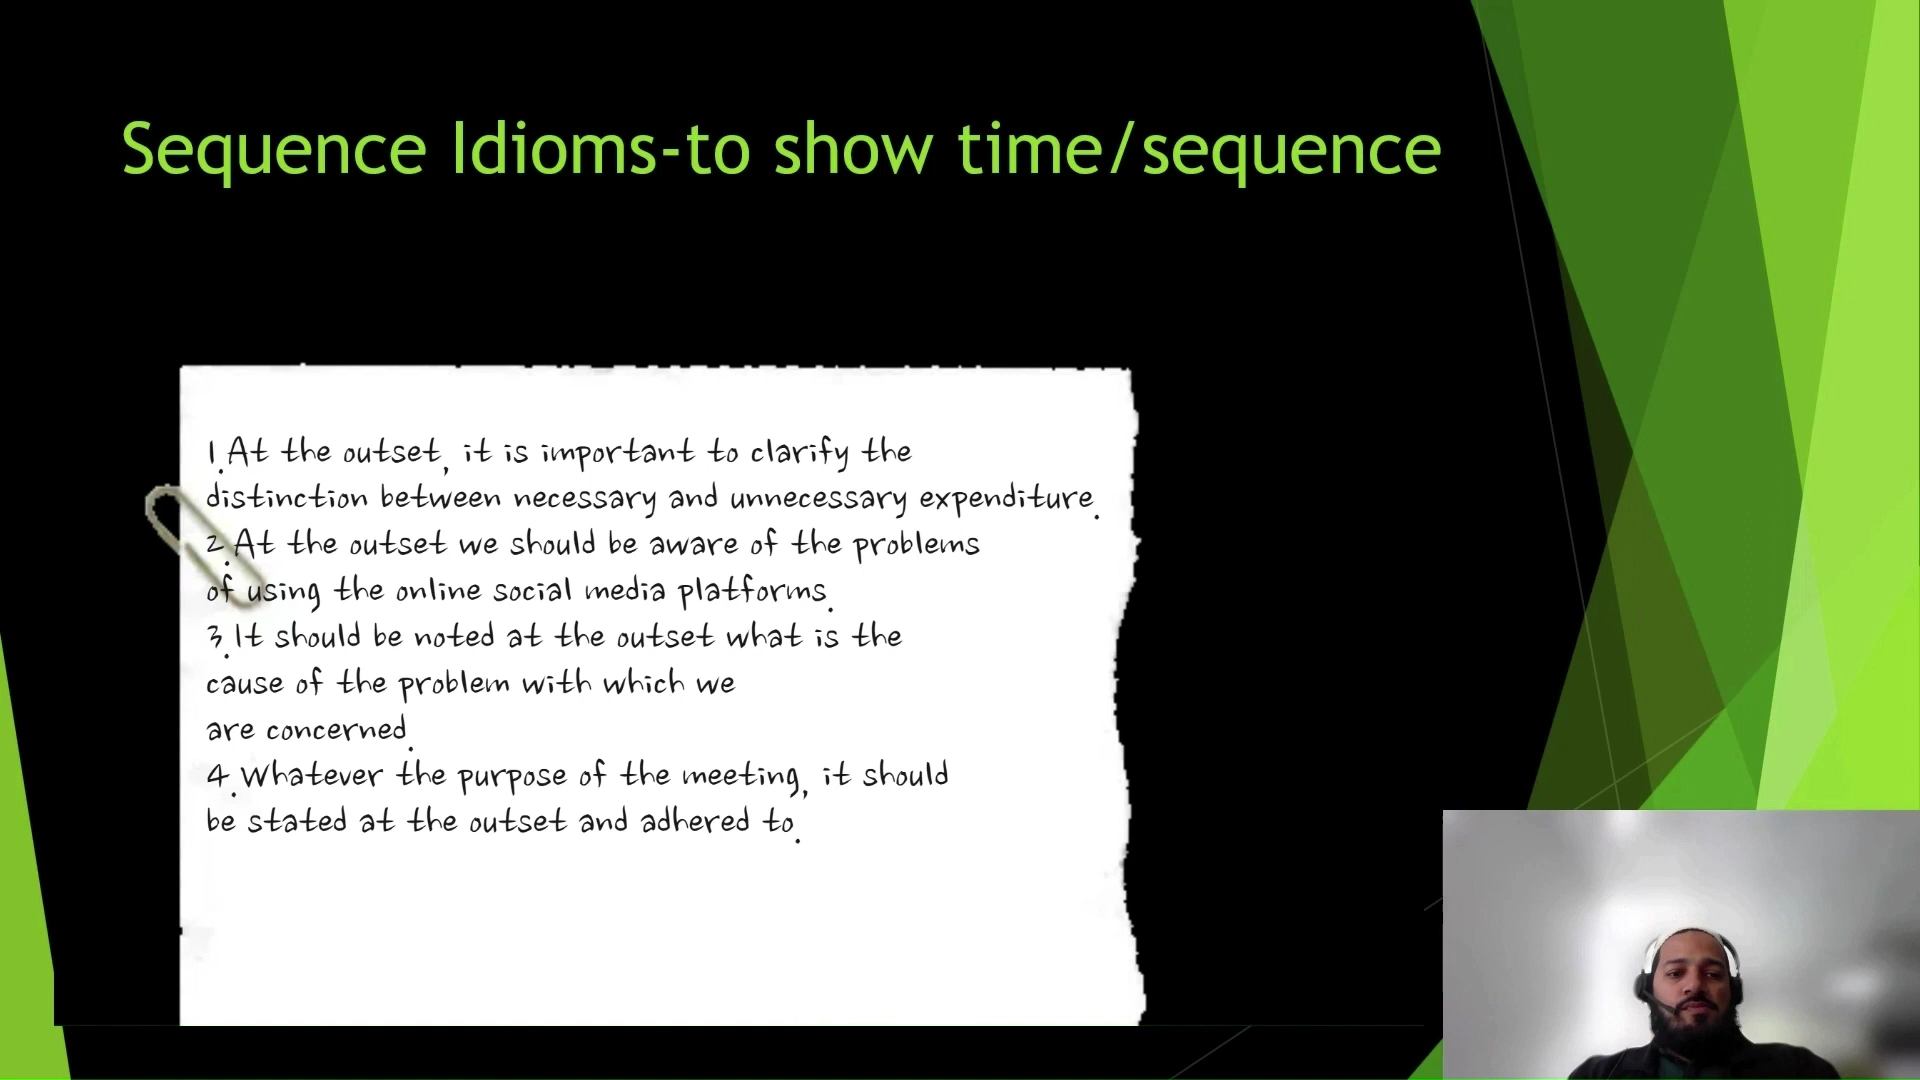 Sequence Idioms-to show time/sequence
1.At the outset, it is important to clarify the
distinction between necessary and unnecessary expenditure.
2.At the outset we should be aware of the problems
of using the online social media platforms.
3.It should be noted at the outset what is the
cause of the problem with which we
are concerned.
4.Whatever the purpose of the meeting, it should
be stated at the outset and adhered to.